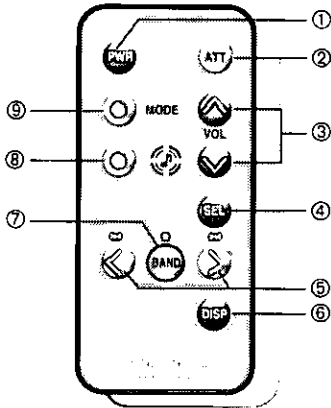 ①
PWR ATT ②
⑨ MODE
VOL ③
⑧
SEL ④
⑦
BAND
⑤
DISP ⑥